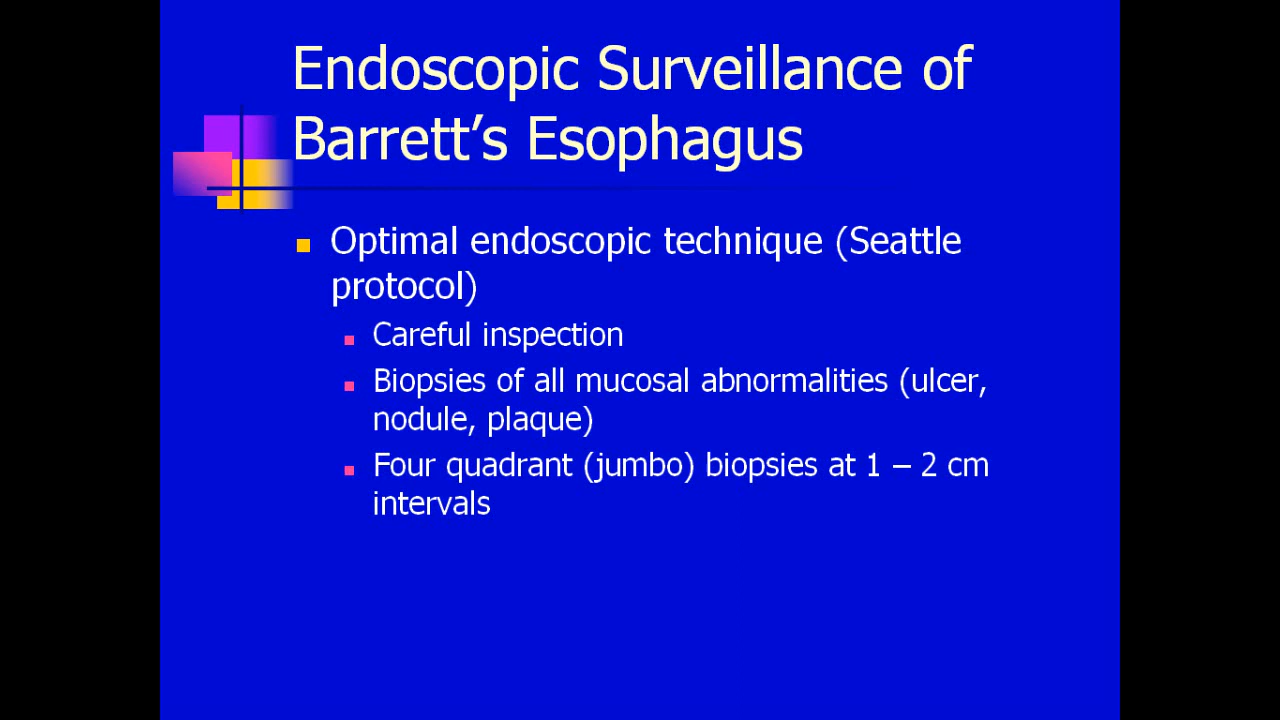 Endoscopic Surveillance of
Barrett’s Esophagus
Optimal endoscopic technique (Seattle
protocol)
Careful inspection
Biopsies of all mucosal abnormalities (ulcer,
nodule, plaque)
Four quadrant (jumbo) biopsies at 1 – 2 cm
intervals